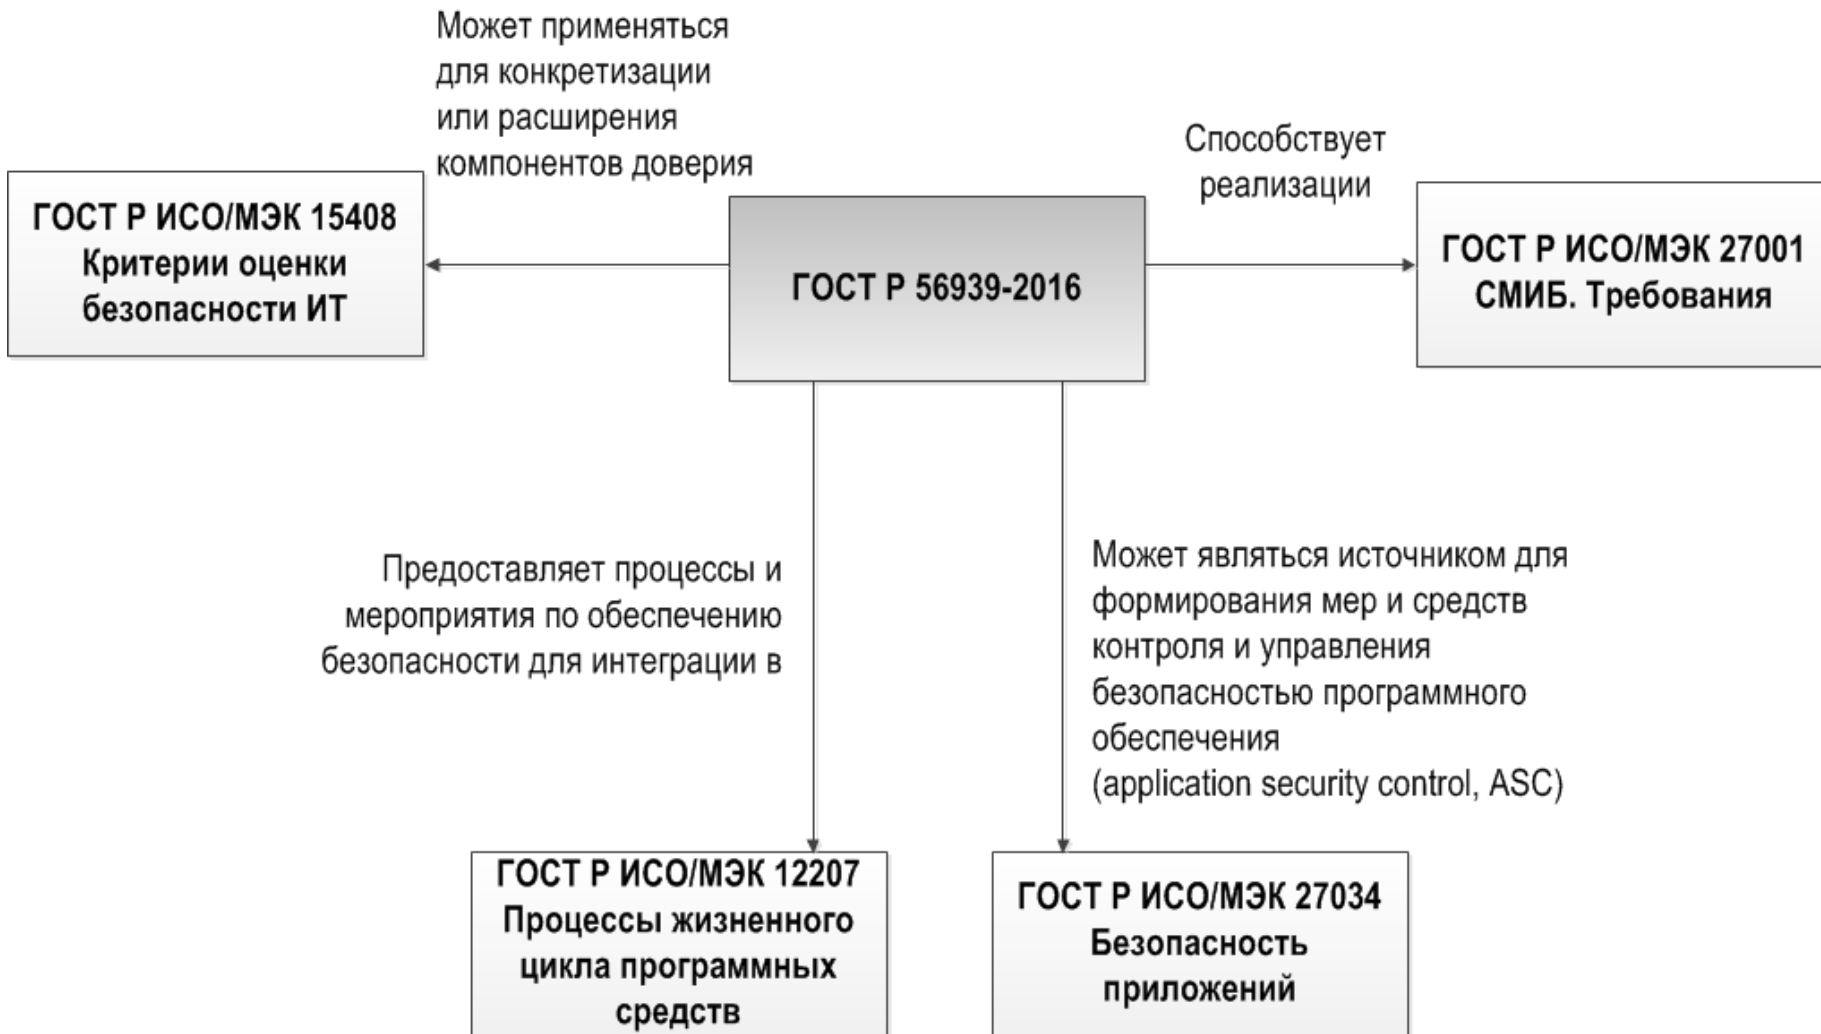 Может применяться
для конкретизации
или расширения
компонентов доверия
Способствует
реализации
ГОСТ Р ИСО/МЭК 15408
Критерии оценки
безопасности ИТ
ГОСТ Р 56939-2016
ГОСТ Р ИСО/МЭК 27001
СМИБ. Требования
Предоставляет процессы и
мероприятия по обеспечению
безопасности для интеграции в
Может являться источником для
формирования мер и средств
контроля и управления
безопасностью программного
обеспечения
(application security control, ASC)
ГОСТ Р ИСО/МЭК 12207
Процессы жизненного
цикла программных
средств
ГОСТ Р ИСО/МЭК 27034
Безопасность
приложений